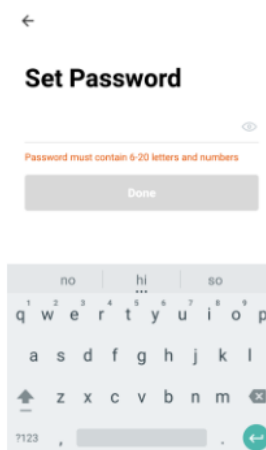 Set Password
Password must contain 6-20 letters and numbers
Done
no hi so
1 2 3 4 5 6 7 8 9 0
q w e r t y u i o p
a s d f g h j k l
z x c v b n m
?123 , .